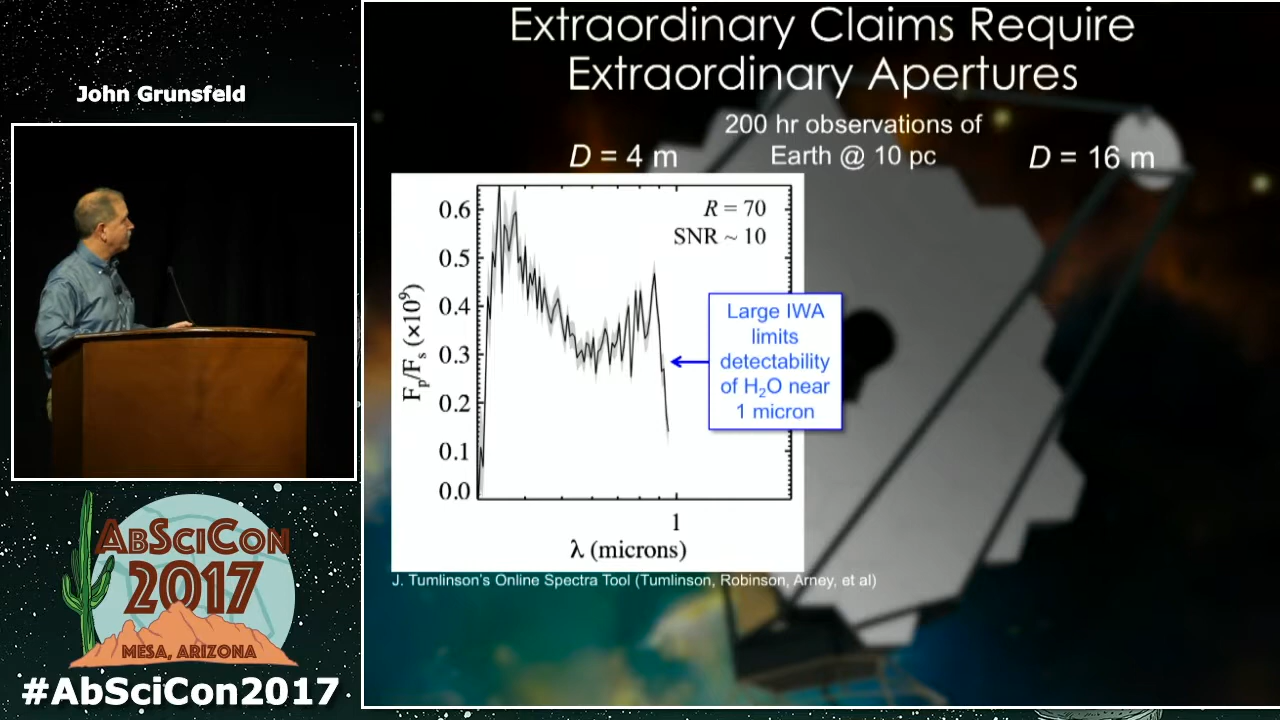 John Grunsfeld
AbSciCon
2017
MESA, ARIZONA
#AbSciCon2017
Extraordinary Claims Require
Extraordinary Apertures
200 hr observations of
Earth @ 10 pc
D = 4 m
D = 16 m
R = 70
SNR ~ 10
0.6
0.5
0.4
0.3
0.2
0.1
0.0
Fp/Fs (×10⁹)
Large IWA
limits
detectability
of H₂O near
1 micron
1
λ (microns)
J. Tumlinson's Online Spectra Tool (Tumlinson, Robinson, Arney, et al)